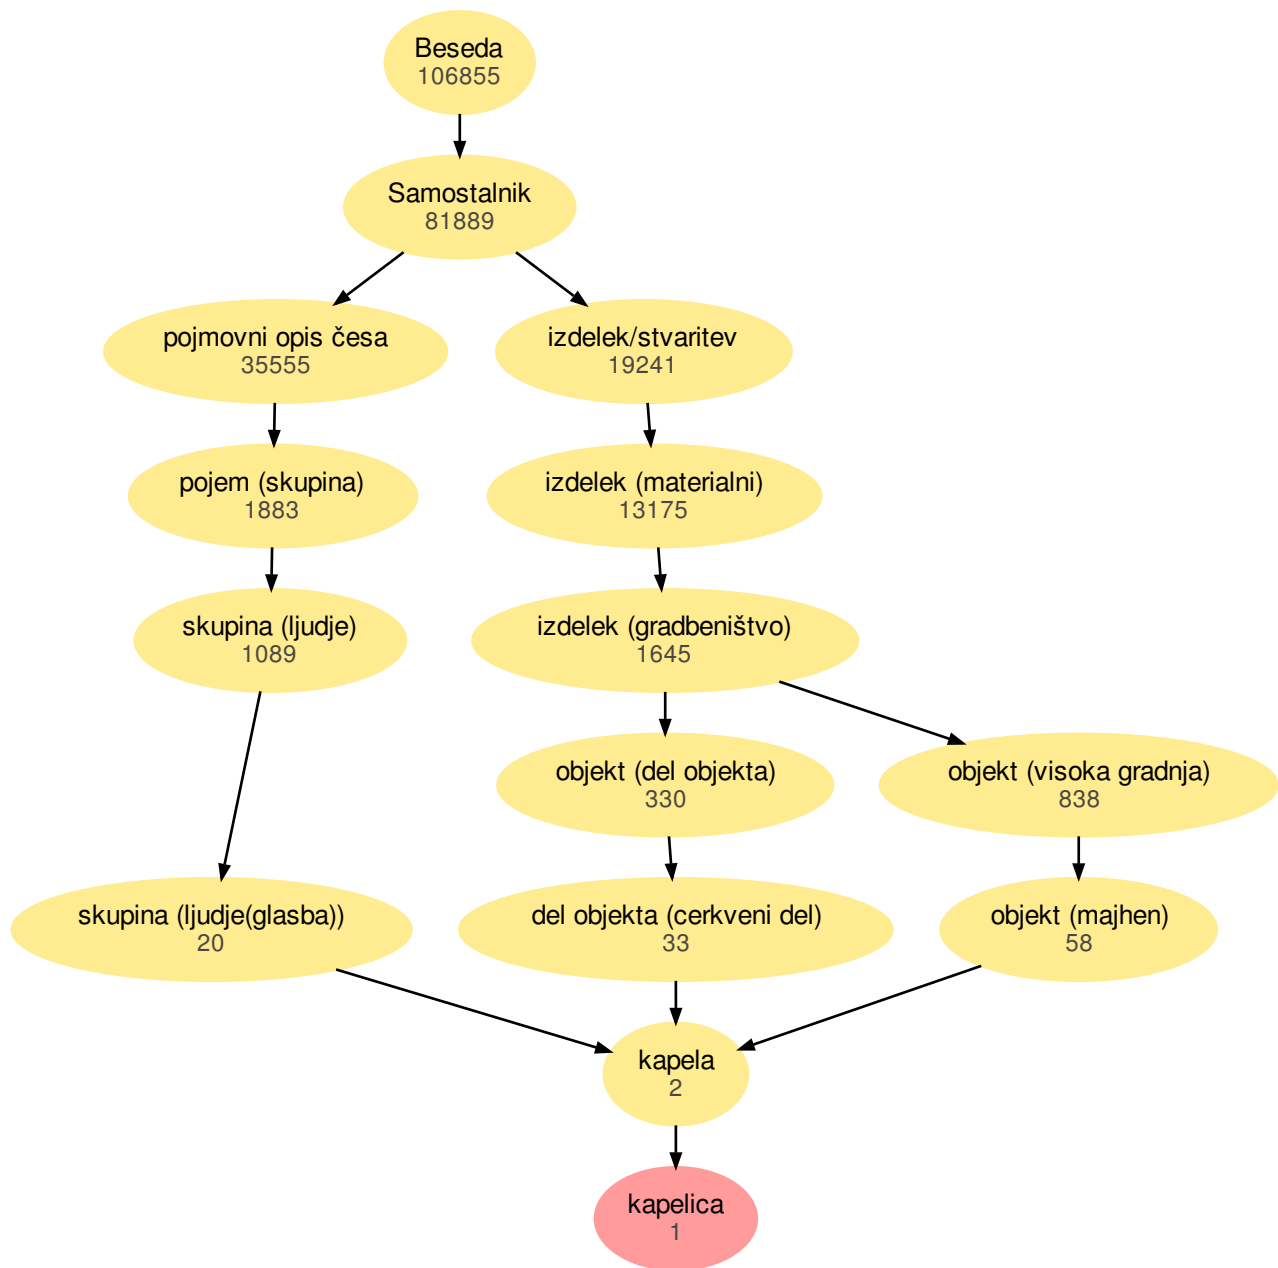 Beseda
106855
Samostalnik
81889
pojmovni opis česa
35555
izdelek/stvaritev
19241
pojem (skupina)
1883
izdelek (materialni)
13175
skupina (ljudje)
1089
izdelek (gradbeništvo)
1645
objekt (del objekta)
330
objekt (visoka gradnja)
838
skupina (ljudje(glasba))
20
del objekta (cerkveni del)
33
objekt (majhen)
58
kapela
2
kapelica
1